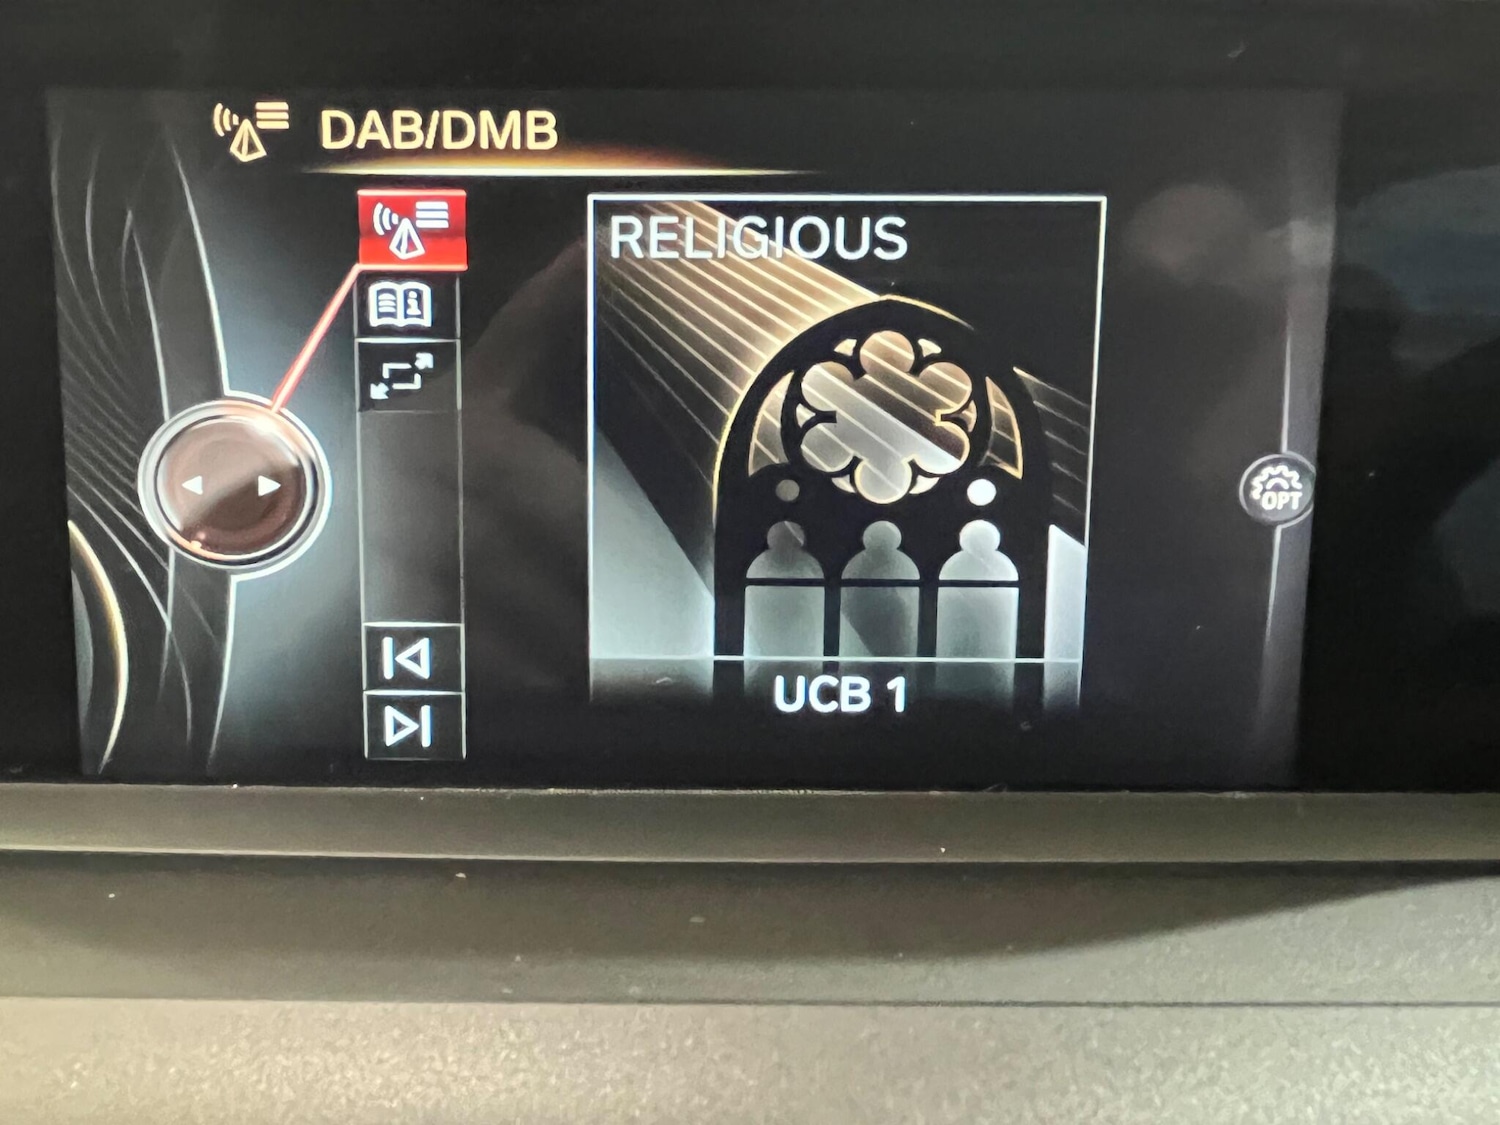 DAB/DMB
RELIGIOUS
UCB 1
OPT